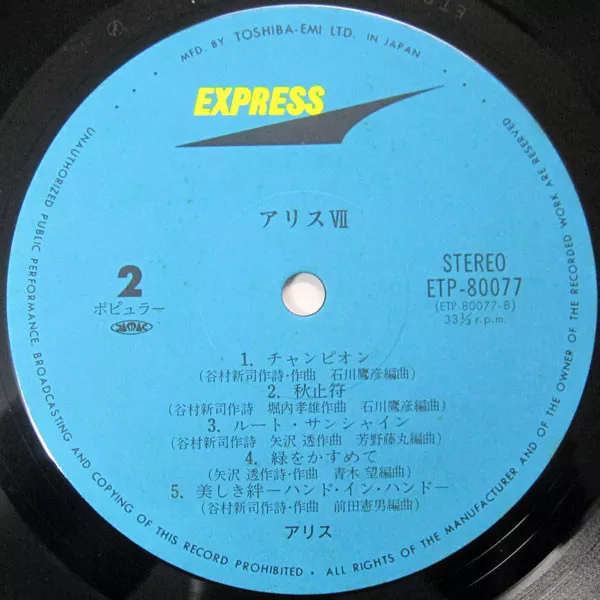 MFD. BY TOSHIBA-EMI LTD. IN JAPAN
EXPRESS
アリスⅦ
2
ポピュラー
JASRAC
STEREO
ETP-80077
(ETP-80077-B)
33⅓ r.p.m.
1. チャンピオン
(谷村新司作詩・作曲 石川鷹彦編曲)
2. 秋止符
(谷村新司作詩 堀内孝雄作曲 石川鷹彦編曲)
3. ルート・サンシャイン
(谷村新司作詩 矢沢 透作曲 芳野藤丸編曲)
4. 緑をかすめて
(矢沢 透作詩・作曲 青木 望編曲)
5. 美しき絆―ハンド・イン・ハンド―
(谷村新司作詩・作曲 前田憲男編曲)
アリス
UNAUTHORIZED PUBLIC PERFORMANCE, BROADCASTING AND COPYING OF THIS RECORD PROHIBITED • ALL RIGHTS OF THE MANUFACTURER AND OF THE OWNER OF THE RECORDED WORK ARE RESERVED